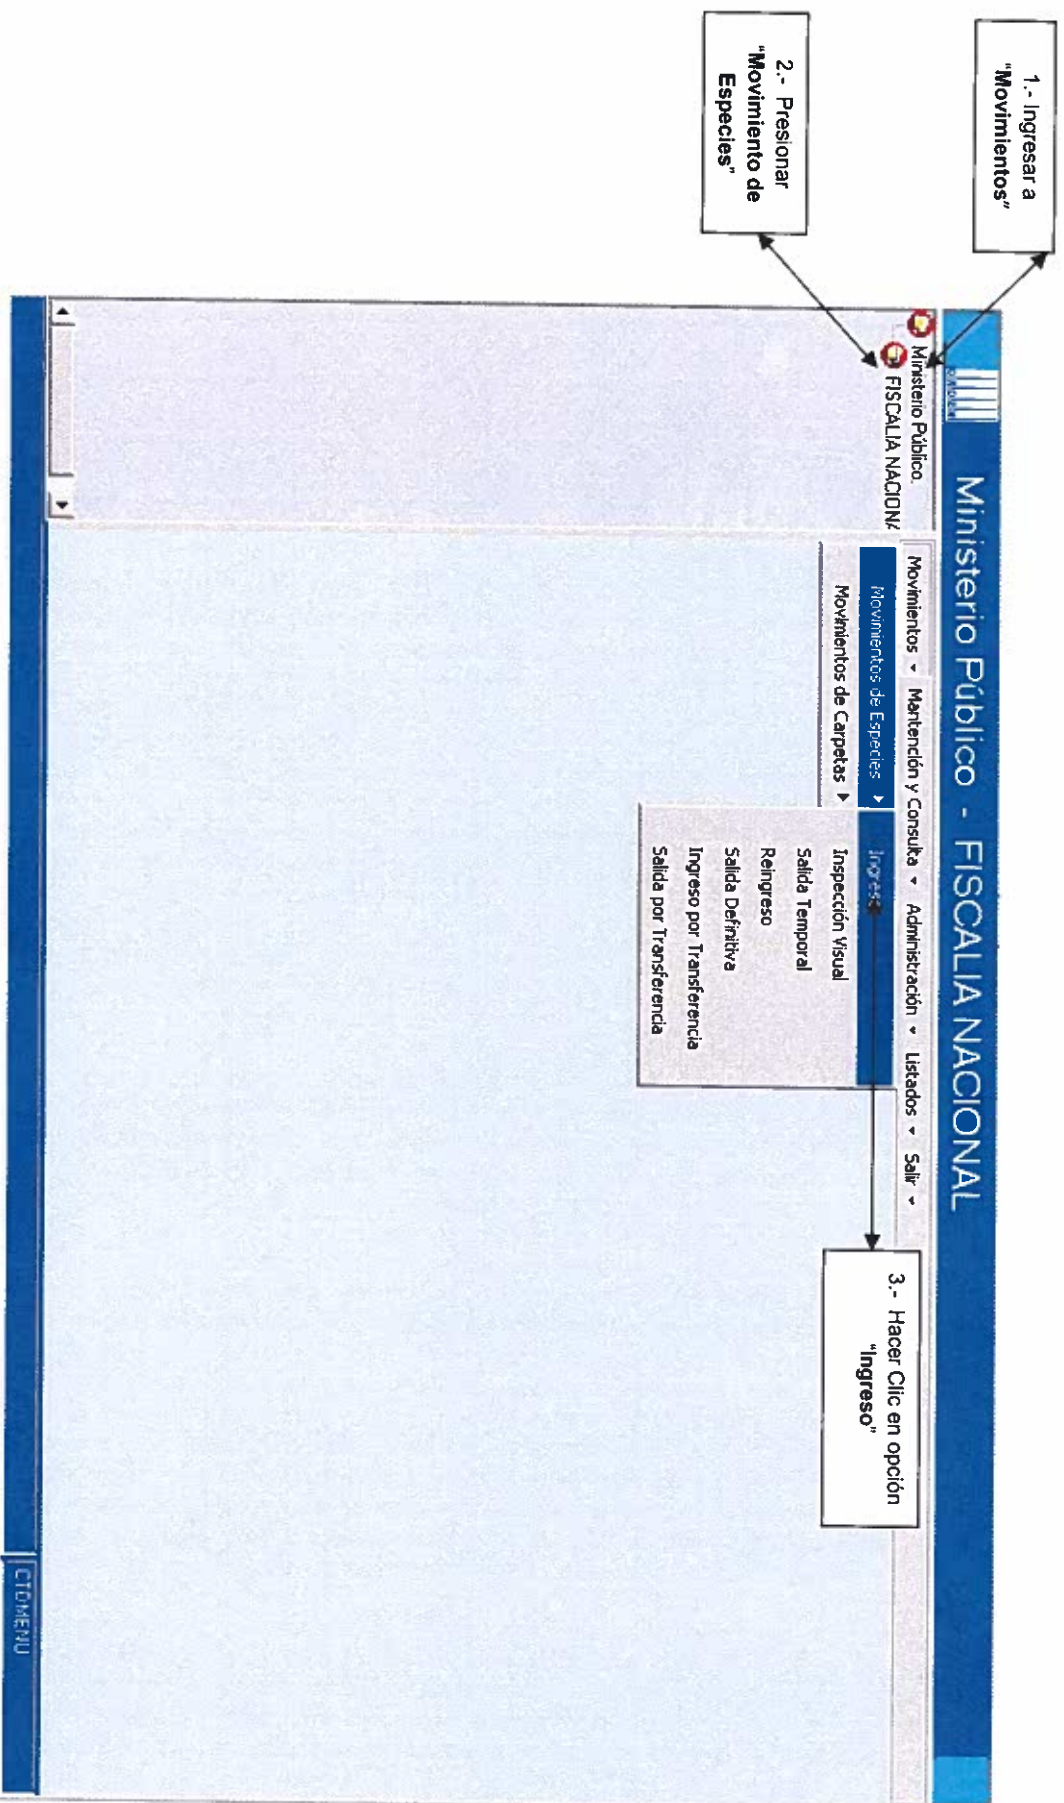 1.- Ingresar a
"Movimientos"
2.- Presionar
"Movimiento de
Especies"
Ministerio Público - FISCALIA NACIONAL
Ministerio Público.
FISCALIA NACION
Movimientos Mantención y Consulta Administración Listados Salir
Movimientos de Especies
Movimientos de Carpetas
Ingreso
Inspección Visual
Salida Temporal
Reingreso
Salida Definitiva
Ingreso por Transferencia
Salida por Transferencia
3.- Hacer Clic en opción
"Ingreso"
CTDMENU